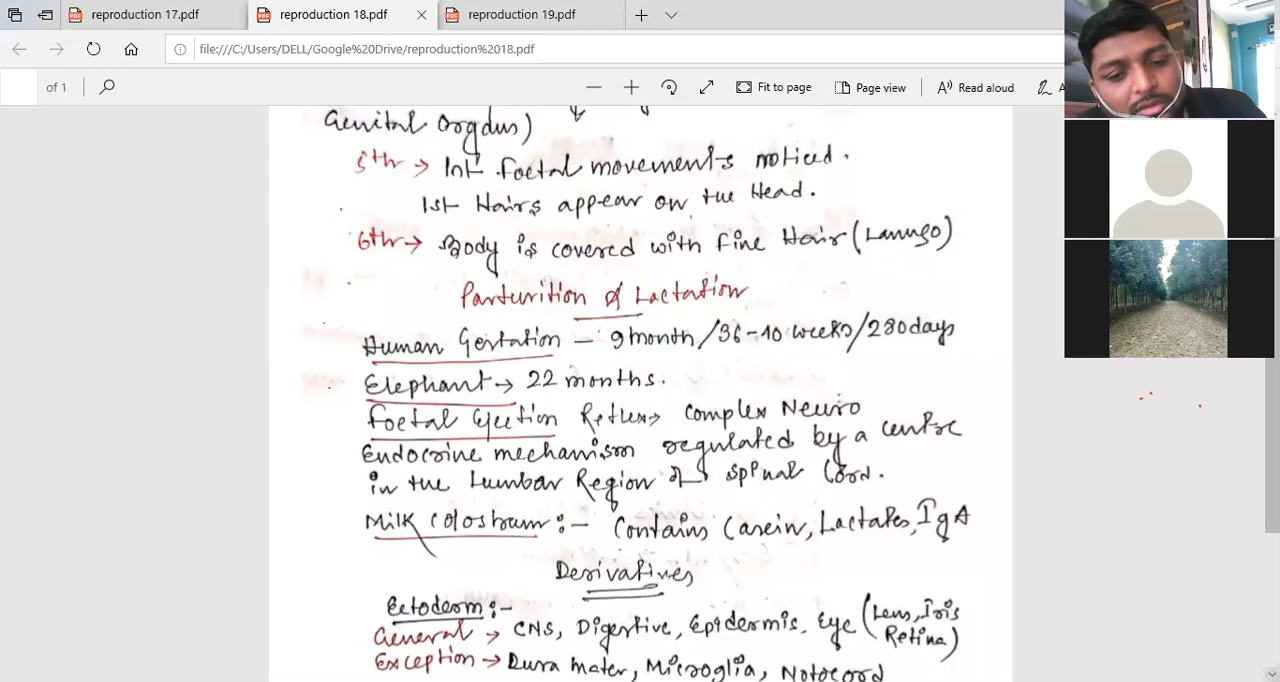 reproduction 17.pdf
reproduction 18.pdf
reproduction 19.pdf
file:///C:/Users/DELL/Google%20Drive/reproduction%2018.pdf
of 1
Fit to page
Page view
Read aloud
Genital Orgdus)
5th → Int foetal movements noticed.
1st Hairs appear on the Head.
6th → Body is covered with fine Hair (Lanugo)
Parturition & Lactation
Human Gestation - 9 month /36-40 weeks/280 days
Elephant → 22 months.
Foetal Ejection Reflex → Complex Neuro
Endocrine mechanism regulated by a centre
in the Lumbar Region of spinal Cord.
Milk Colostrum :- Contains Casein, Lactales, IgA
Derivatives
Ectoderm :-
General → CNS, Digestive, Epidermis, Eye (Lens, Iris
Retina)
Exception → Dura mater, Microglia, Notocord